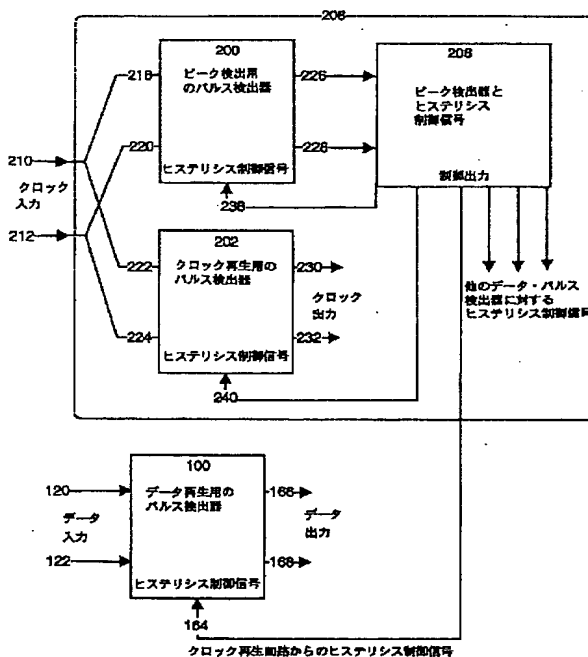 206
200
ピーク検出用
のパルス検出器
ヒステリシス制御信号
208
ピーク検出器と
ヒステリシス
制御信号
制御出力
218
220
226
228
210
クロック
入力
212
238
202
クロック再生用の
パルス検出器
ヒステリシス制御信号
222
224
230
クロック
出力
232
240
他のデータ・パルス
検出器に対する
ヒステリシス制御信号
100
データ再生用の
パルス検出器
ヒステリシス制御信号
120
データ
入力
122
166
データ
出力
168
164
クロック再生回路からのヒステリシス制御信号